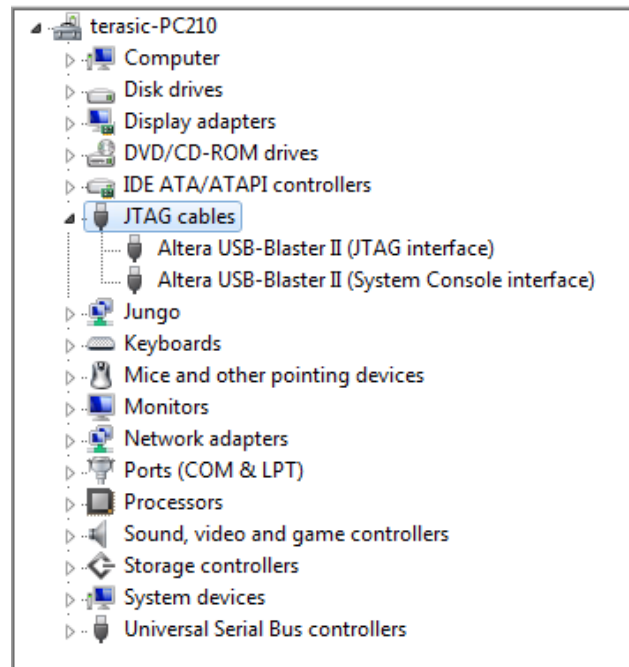 terasic-PC210
Computer
Disk drives
Display adapters
DVD/CD-ROM drives
IDE ATA/ATAPI controllers
JTAG cables
Altera USB-Blaster II (JTAG interface)
Altera USB-Blaster II (System Console interface)
Jungo
Keyboards
Mice and other pointing devices
Monitors
Network adapters
Ports (COM & LPT)
Processors
Sound, video and game controllers
Storage controllers
System devices
Universal Serial Bus controllers